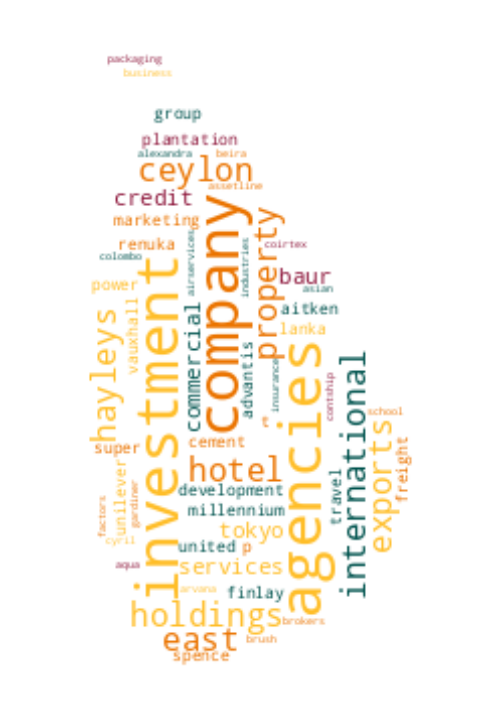 packaging
business
group
plantation
alexandra
beira
ceylon
assetline
credit
company
marketing
property
renuka
airservices
industries
coirtex
colombo
investment
baur
power
asian
vauxhall
commercial
aitken
hayleys
lanka
advantis
insurance
agencies
international
contship
school
r
exports
cement
super
freight
hotel
unilever
travel
gardiner
development
factors
millennium
tokyo
cyril
united
p
services
aqua
arvana
finlay
holdings
brokers
east
brush
spence